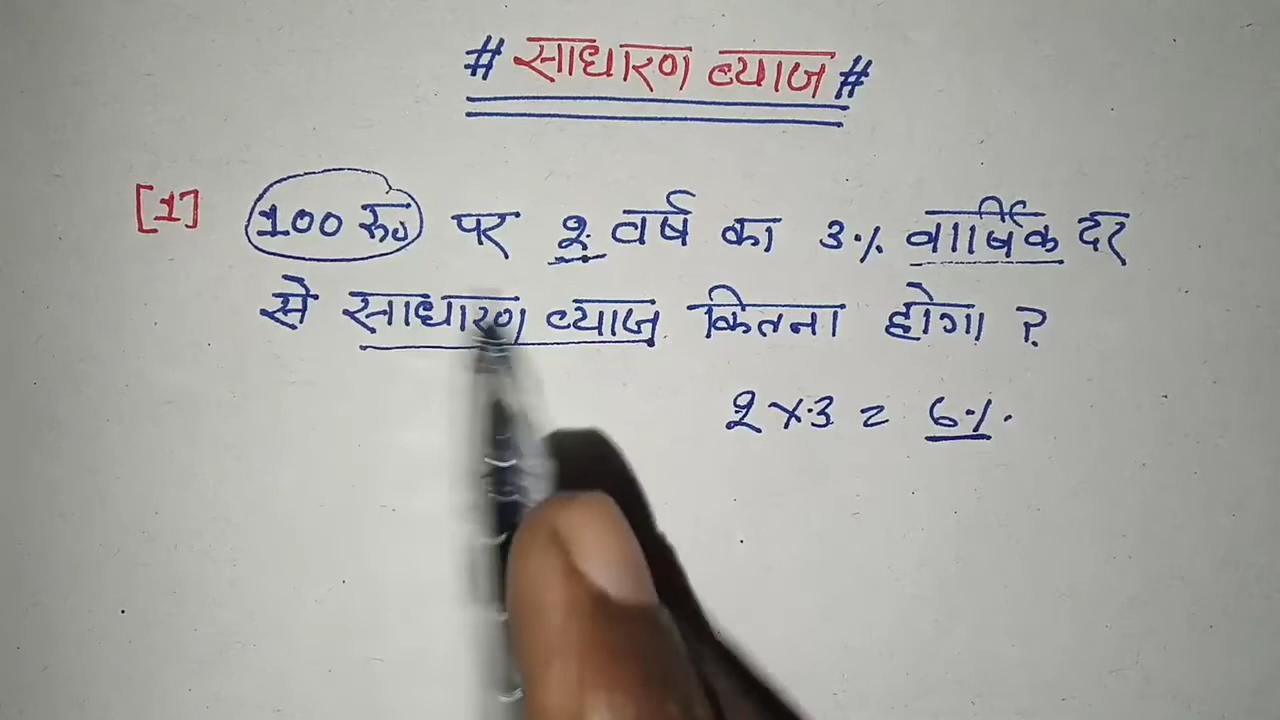 # साधारण ब्याज #
[1] 100 रु० पर 2 वर्ष का 3% वार्षिक दर
से साधारण ब्याज कितना होगा ?
2 × 3 = 6%